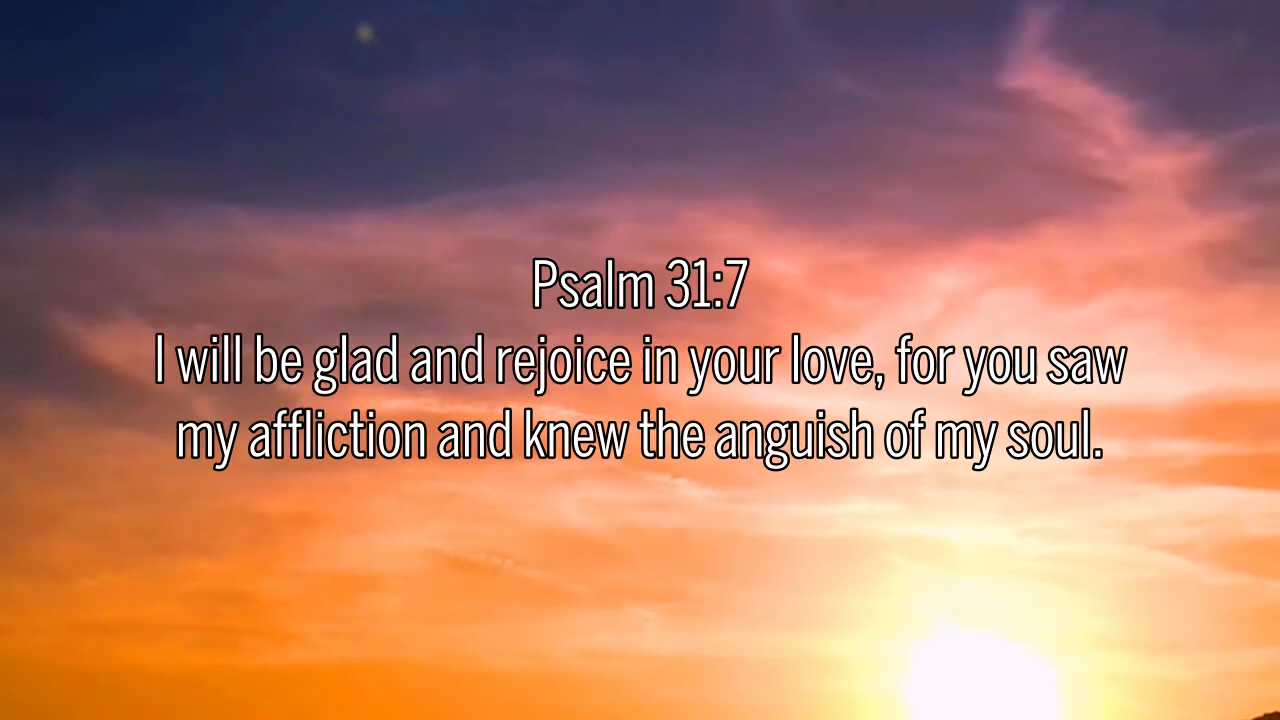 Psalm 31:7
I will be glad and rejoice in your love, for you saw
my affliction and knew the anguish of my soul.